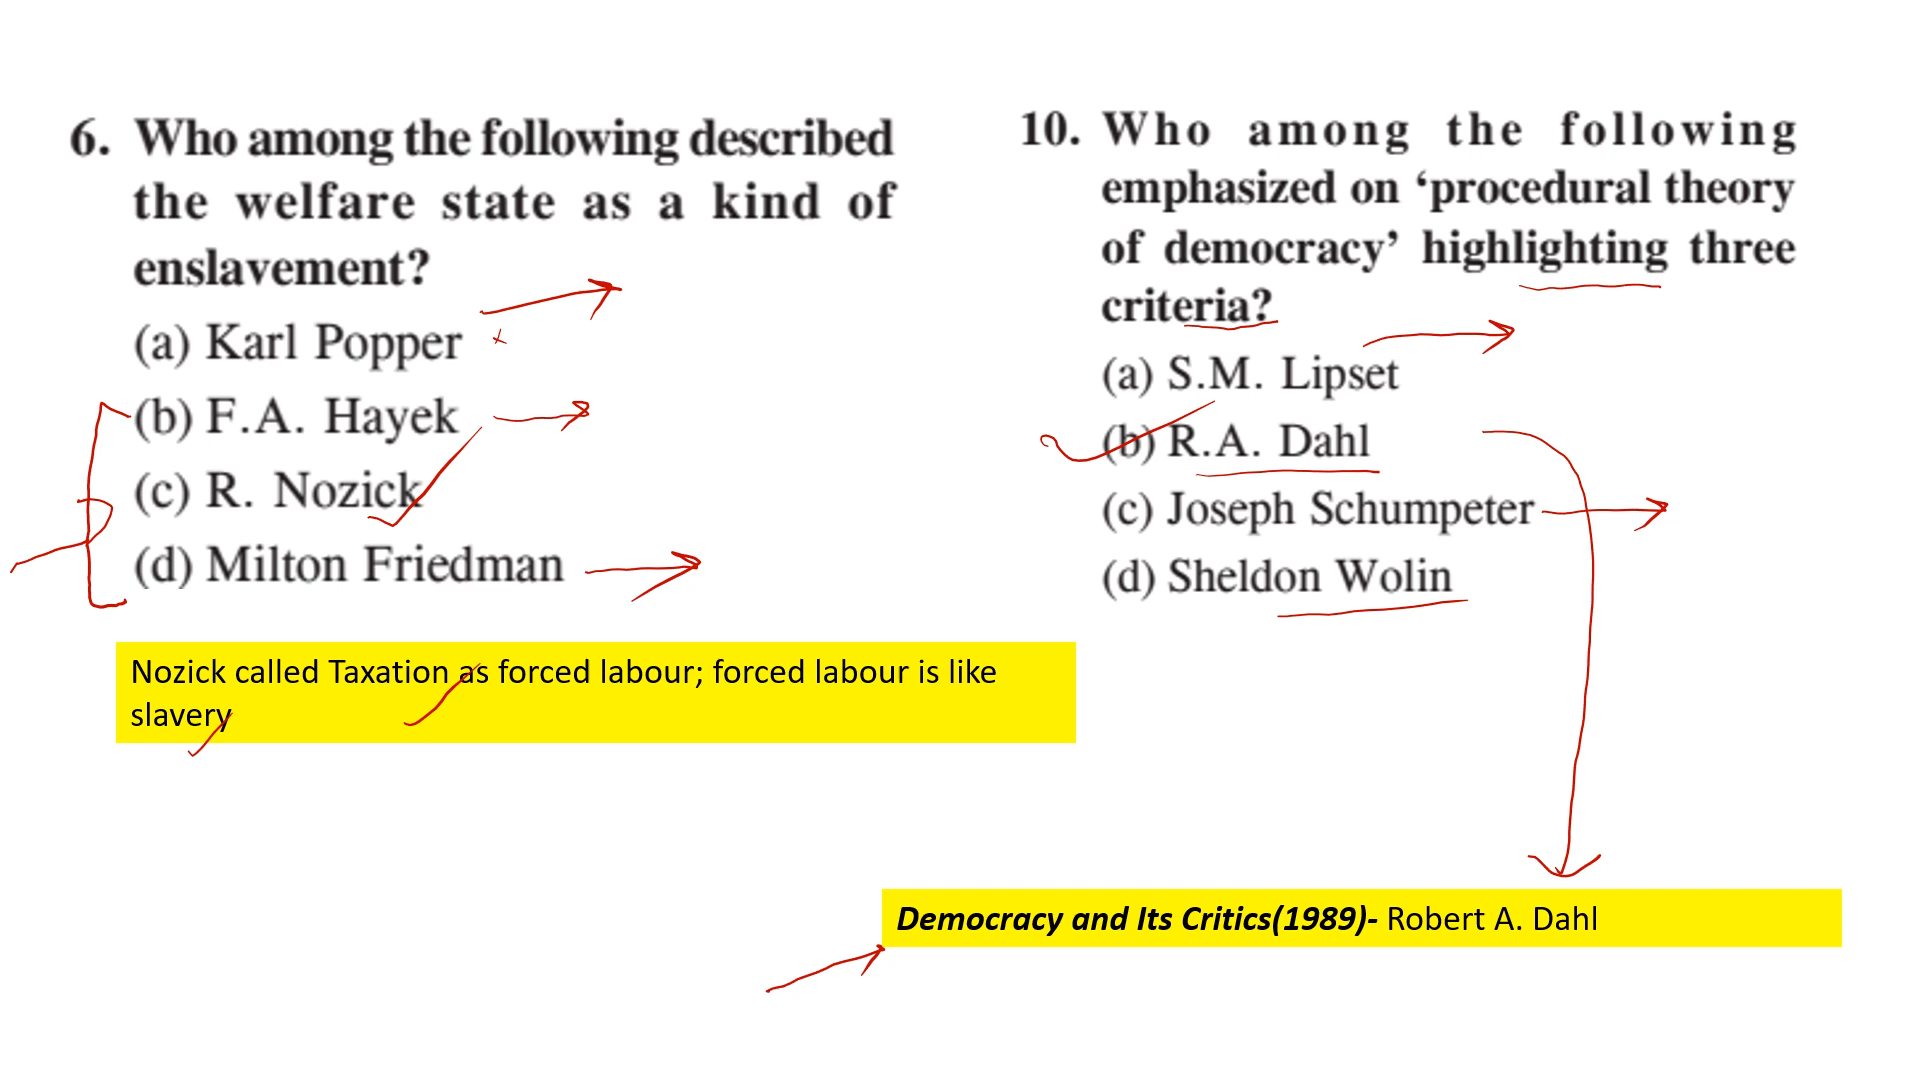 6. Who among the following described
the welfare state as a kind of
enslavement?
(a) Karl Popper
(b) F.A. Hayek
(c) R. Nozick
(d) Milton Friedman
Nozick called Taxation as forced labour; forced labour is like
slavery
10. Who among the following
emphasized on ‘procedural theory
of democracy’ highlighting three
criteria?
(a) S.M. Lipset
(b) R.A. Dahl
(c) Joseph Schumpeter
(d) Sheldon Wolin
Democracy and Its Critics(1989)- Robert A. Dahl